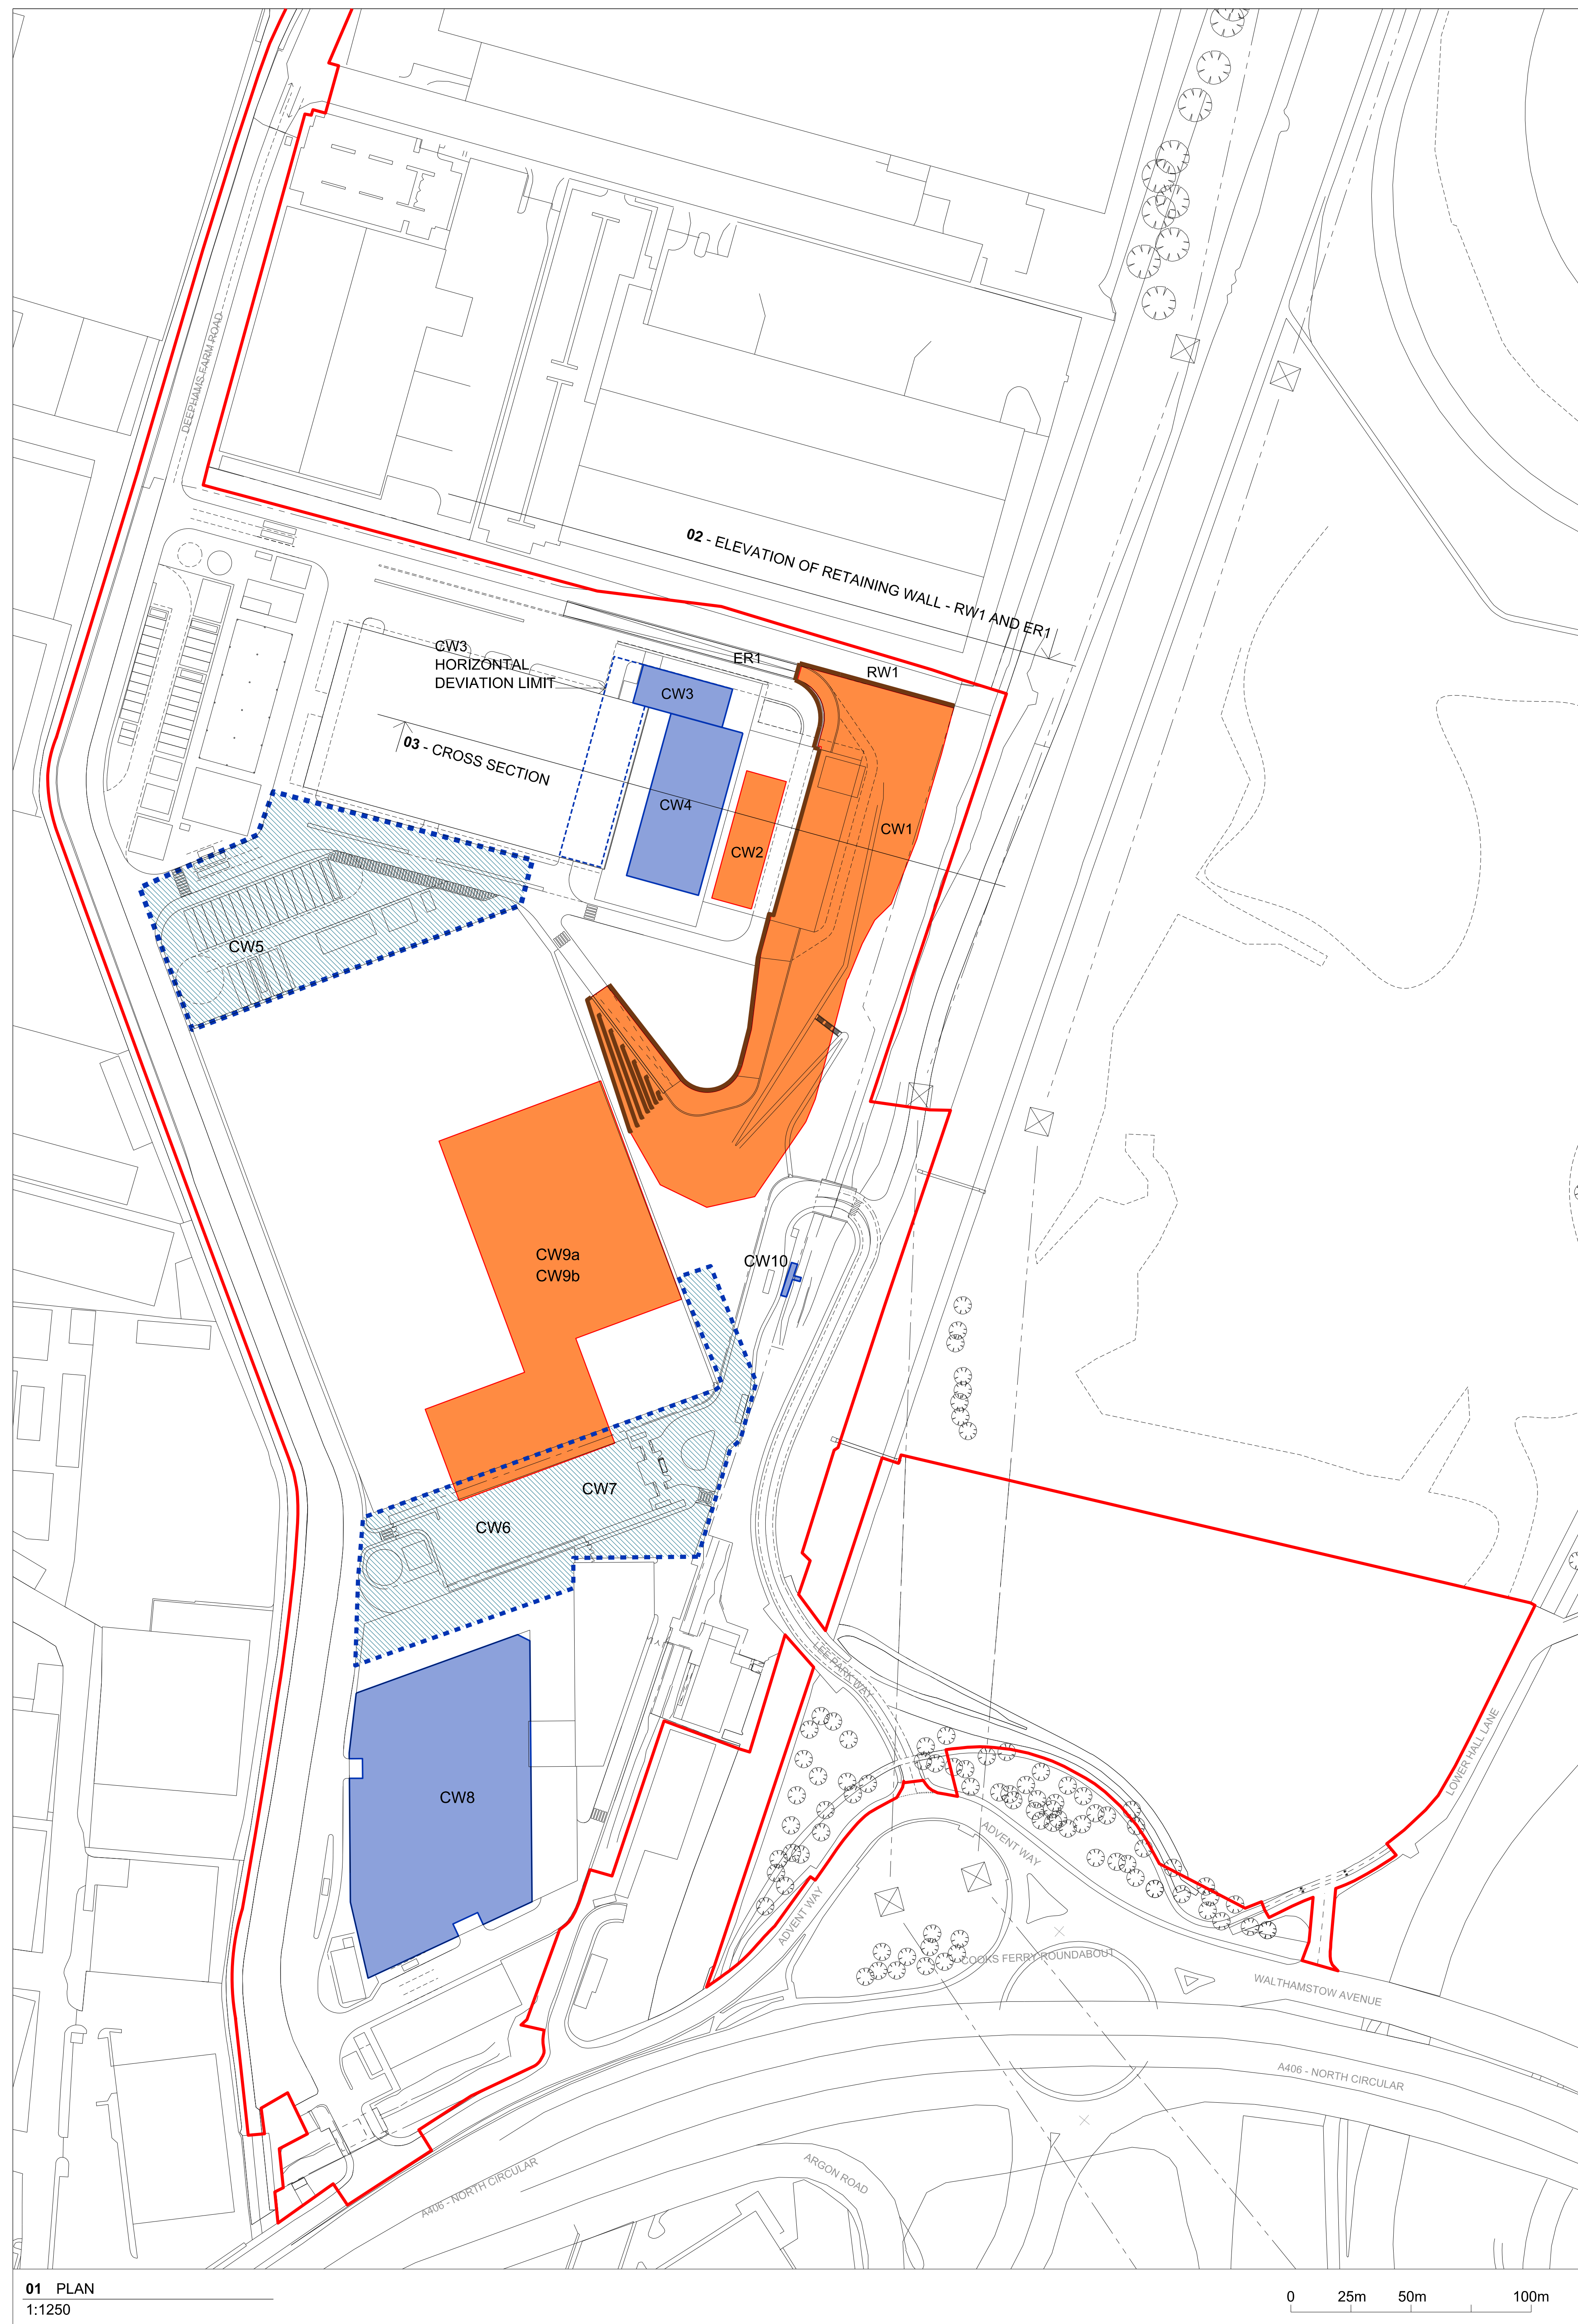 DEEPHAMS FARM ROAD
02 - ELEVATION OF RETAINING WALL - RW1 AND ER1
CW3
HORIZONTAL
DEVIATION LIMIT
ER1
RW1
CW3
03 - CROSS SECTION
CW4
CW1
CW2
CW5
CW9a
CW9b
CW10
CW7
CW6
LEE PARK WAY
LOWER HALL LANE
CW8
ADVENT WAY
ADVENT WAY
COOKS FERRY ROUNDABOUT
WALTHAMSTOW AVENUE
A406 - NORTH CIRCULAR
ARGON ROAD
A406 - NORTH CIRCULAR
01 PLAN
1:1250
0 25m 50m 100m